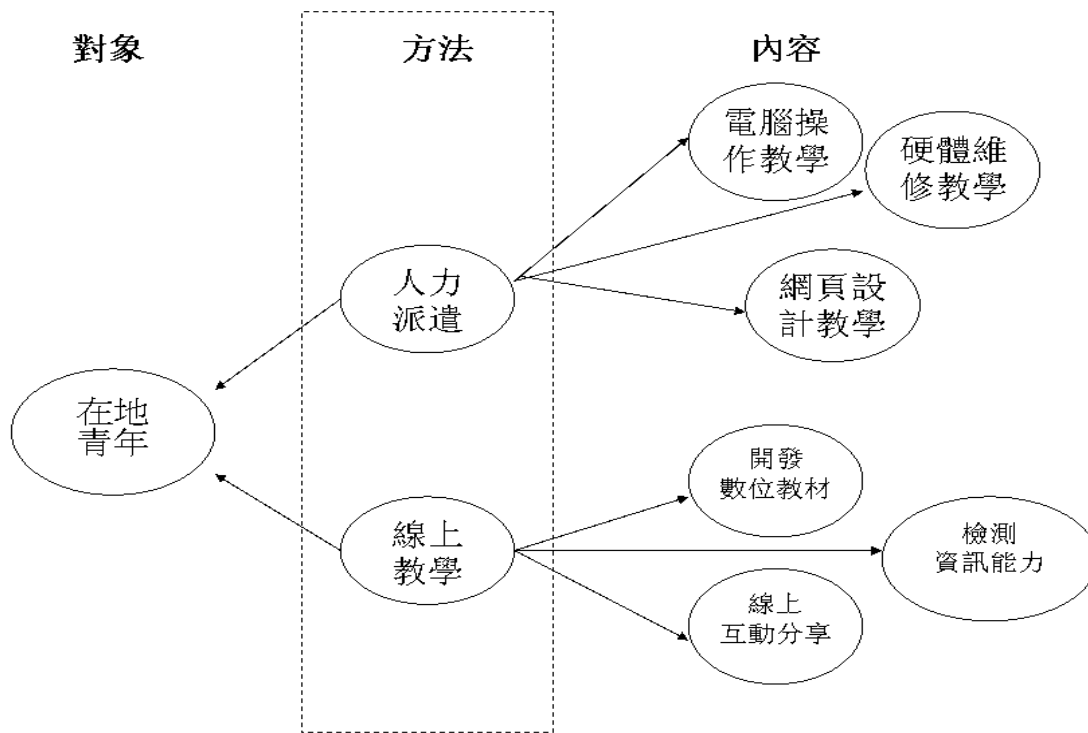 對象
方法
內容
電腦操
作教學
硬體維
修教學
人力
派遣
網頁設
計教學
在地
青年
開發
數位教材
線上
教學
檢測
資訊能力
線上
互動分享